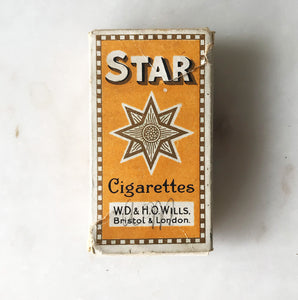 STAR
Cigarettes
W.D & H.O WILLS,
Bristol & London.